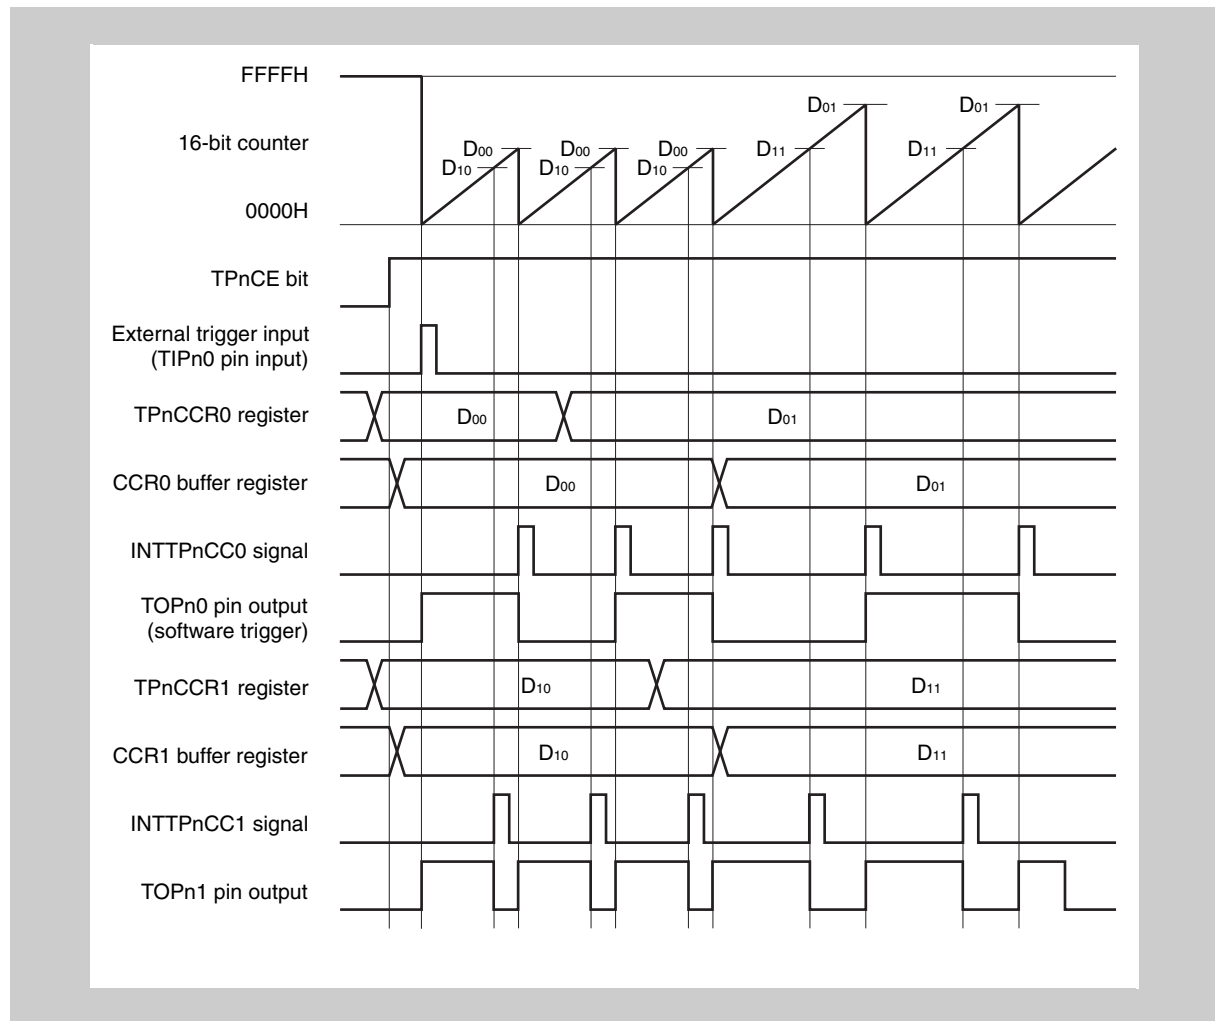 FFFFH
16-bit counter
0000H
D00 D10 D00 D10 D00 D10 D11 D01 D11 D01
TPnCE bit
External trigger input
(TIPn0 pin input)
TPnCCR0 register D00 D01
CCR0 buffer register D00 D01
INTTPnCC0 signal
TOPn0 pin output
(software trigger)
TPnCCR1 register D10 D11
CCR1 buffer register D10 D11
INTTPnCC1 signal
TOPn1 pin output